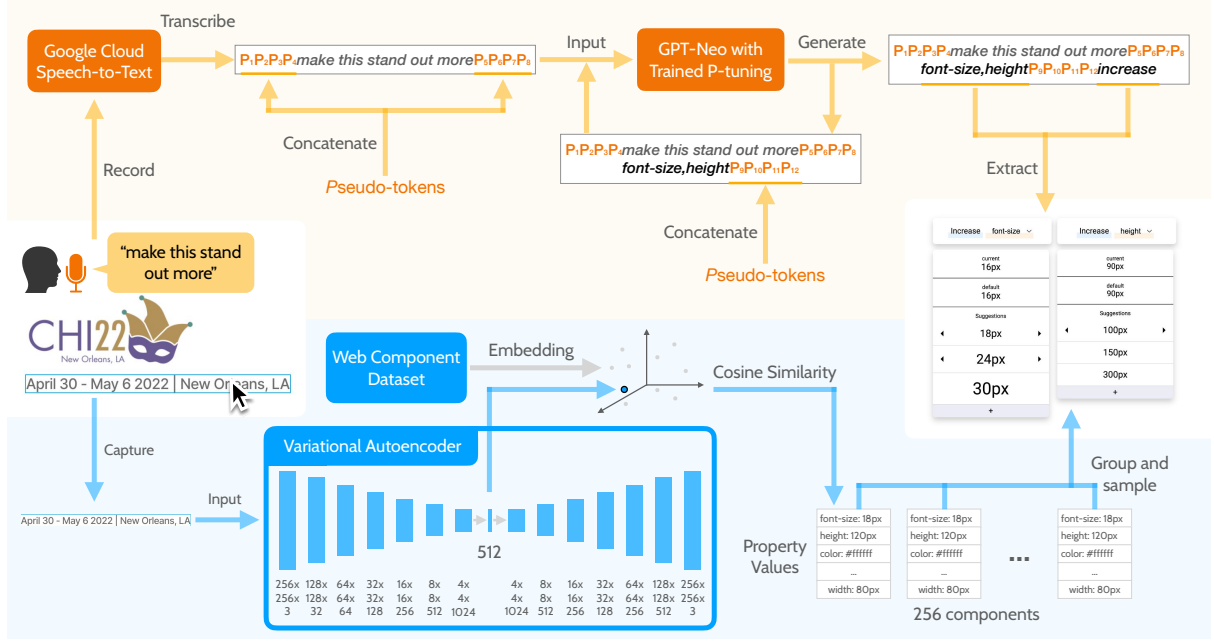 Transcribe
Google Cloud
Speech-to-Text
P₁P₂P₃P₄make this stand out moreP₅P₆P₇P₈
Input
GPT-Neo with
Trained P-tuning
Generate
P₁P₂P₃P₄make this stand out moreP₅P₆P₇P₈
font-size,heightP₉P₁₀P₁₁P₁₂increase
Concatenate
Pseudo-tokens
P₁P₂P₃P₄make this stand out moreP₅P₆P₇P₈
font-size,heightP₉P₁₀P₁₁P₁₂
Concatenate
Pseudo-tokens
Record
Extract
"make this stand
out more"
CHI22
New Orleans, LA
April 30 - May 6 2022 | New Orleans, LA
Increase font-size
current
16px
default
16px
Suggestions
18px
24px
30px
+
Increase height
current
90px
default
90px
Suggestions
100px
150px
300px
+
Web Component
Dataset
Embedding
Cosine Similarity
Capture
April 30 - May 6 2022 | New Orleans, LA
Input
Variational Autoencoder
512
256x 128x 64x 32x 16x 8x 4x 4x 8x 16x 32x 64x 128x 256x
256x 128x 64x 32x 16x 8x 4x 4x 8x 16x 32x 64x 128x 256x
3 32 64 128 256 512 1024 1024 512 256 128 256 512 3
Group and
sample
Property
Values
font-size: 18px
height: 120px
color: #ffffff
...
width: 80px
font-size: 18px
height: 120px
color: #ffffff
...
width: 80px
...
font-size: 18px
height: 120px
color: #ffffff
...
width: 80px
256 components